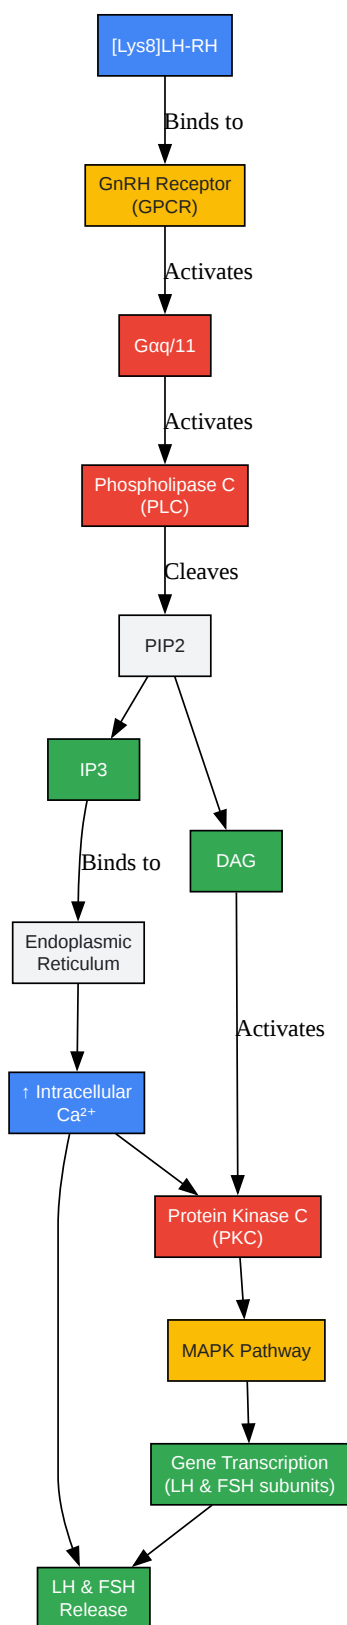 [Lys8]LH-RH
Binds to
GnRH Receptor
(GPCR)
Activates
Gαq/11
Activates
Phospholipase C
(PLC)
Cleaves
PIP2
IP3
DAG
Binds to
Endoplasmic
Reticulum
Activates
↑ Intracellular
Ca²⁺
Protein Kinase C
(PKC)
MAPK Pathway
Gene Transcription
(LH & FSH subunits)
LH & FSH
Release